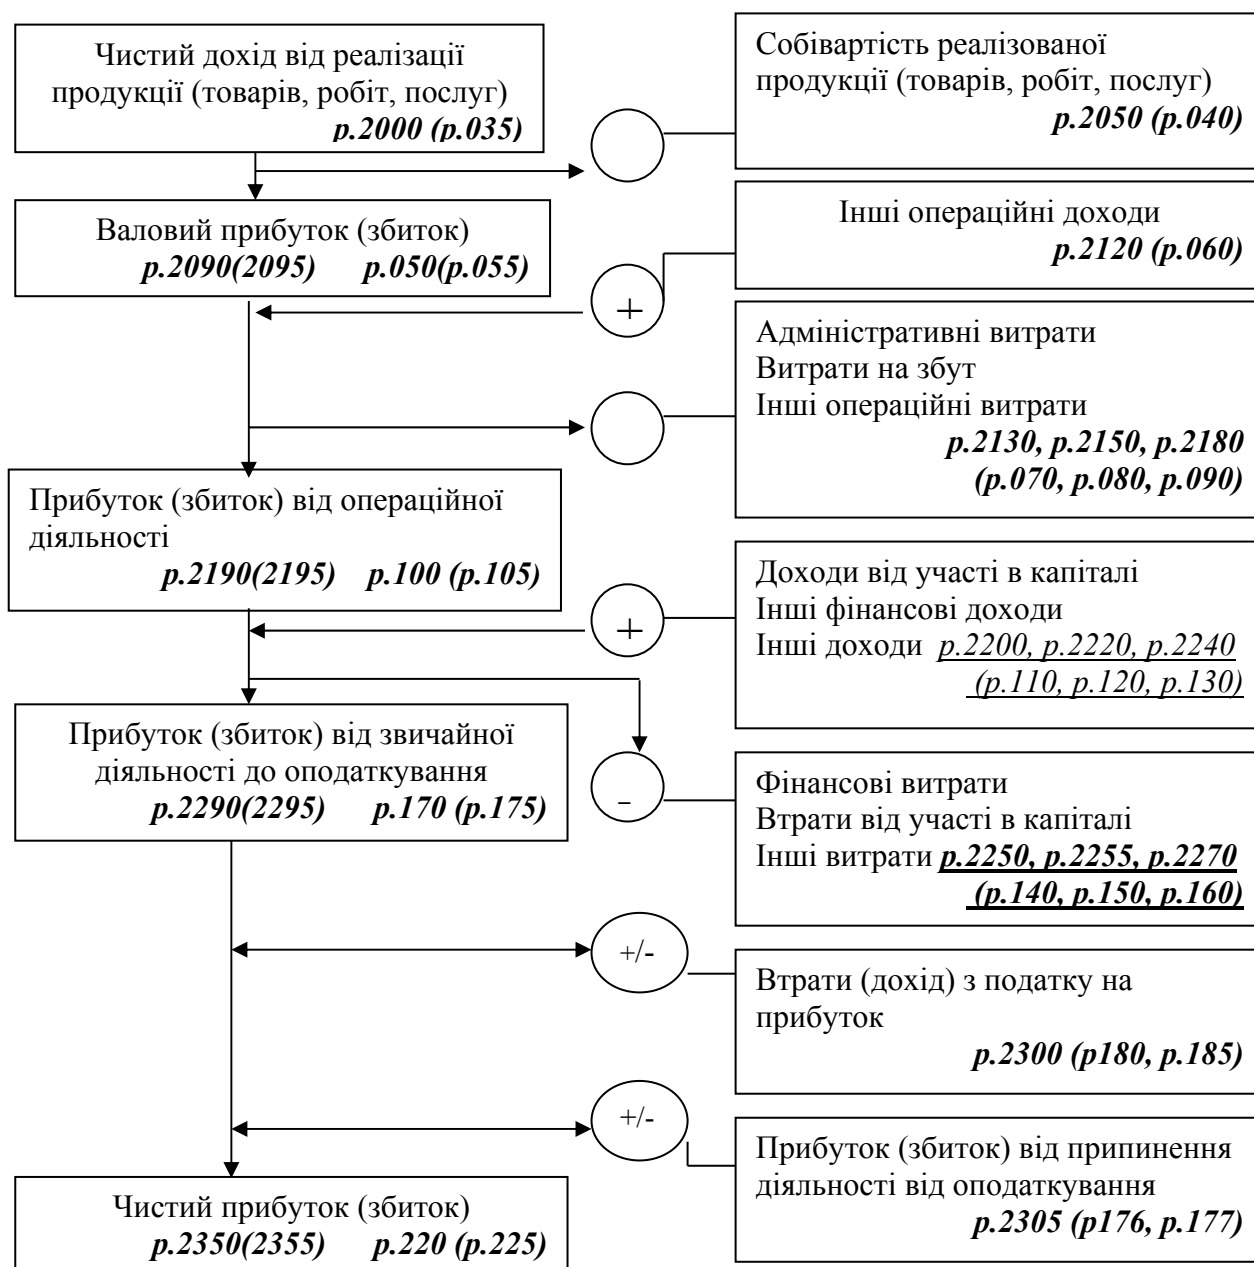 Чистий дохід від реалізації
продукції (товарів, робіт, послуг)
р.2000 (р.035)
Собівартість реалізованої
продукції (товарів, робіт, послуг)
р.2050 (р.040)
Валовий прибуток (збиток)
р.2090(2095) р.050(р.055)
Інші операційні доходи
р.2120 (р.060)
+
Адміністративні витрати
Витрати на збут
Інші операційні витрати
р.2130, р.2150, р.2180
(р.070, р.080, р.090)
Прибуток (збиток) від операційної
діяльності
р.2190(2195) р.100 (р.105)
+
Доходи від участі в капіталі
Інші фінансові доходи
Інші доходи р.2200, р.2220, р.2240
(р.110, р.120, р.130)
Прибуток (збиток) від звичайної
діяльності до оподаткування
р.2290(2295) р.170 (р.175)
-
Фінансові витрати
Втрати від участі в капіталі
Інші витрати р.2250, р.2255, р.2270
(р.140, р.150, р.160)
+/-
Втрати (дохід) з податку на
прибуток
р.2300 (р180, р.185)
+/-
Прибуток (збиток) від припинення
діяльності від оподаткування
р.2305 (р176, р.177)
Чистий прибуток (збиток)
р.2350(2355) р.220 (р.225)